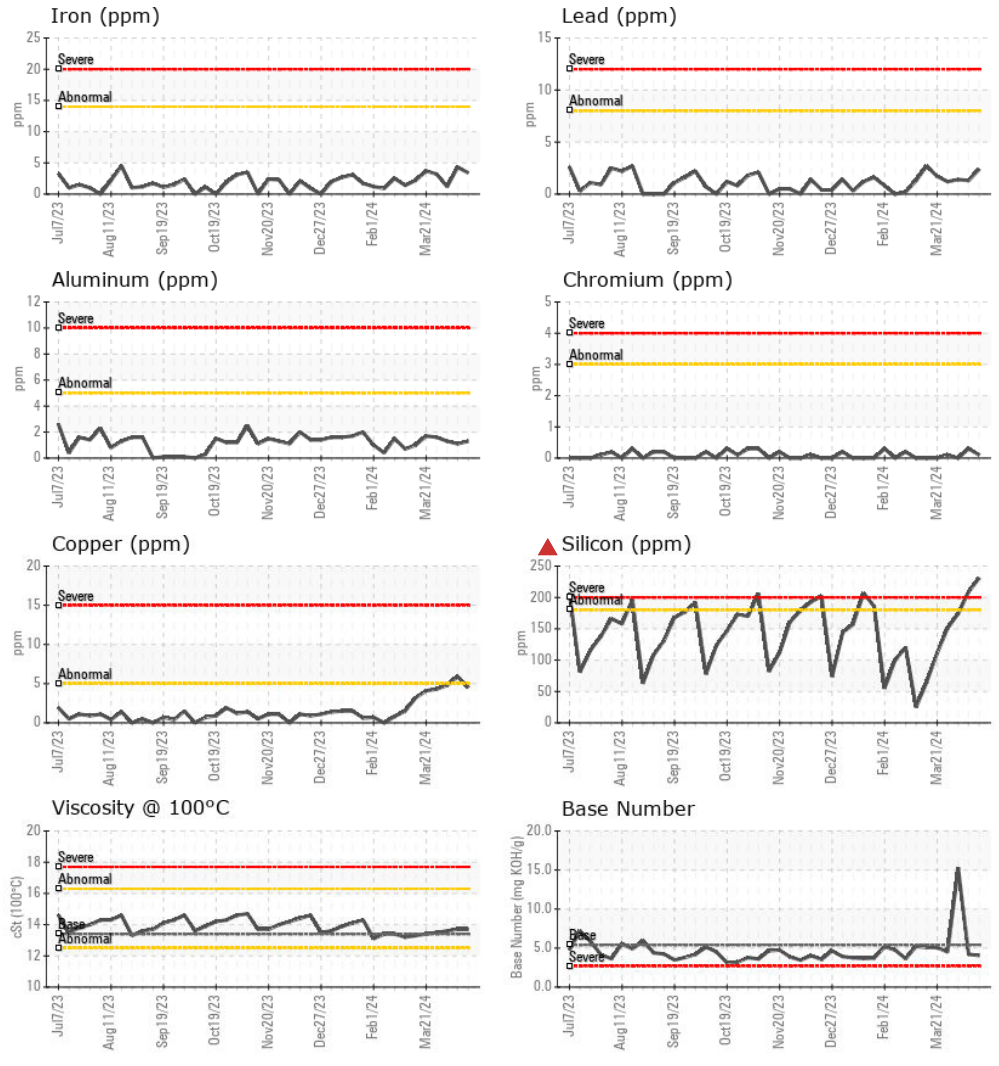 Iron (ppm)
25
20
15
10
5
0
ppm
Severe
Abnormal
Jul7/23
Aug11/23
Sep19/23
Oct19/23
Nov20/23
Dec27/23
Feb1/24
Mar21/24
Lead (ppm)
15
10
5
0
ppm
Severe
Abnormal
Jul7/23
Aug11/23
Sep19/23
Oct19/23
Nov20/23
Dec27/23
Feb1/24
Mar21/24
Aluminum (ppm)
12
10
8
6
4
2
0
ppm
Severe
Abnormal
Jul7/23
Aug11/23
Sep19/23
Oct19/23
Nov20/23
Dec27/23
Feb1/24
Mar21/24
Chromium (ppm)
5
4
3
2
1
0
ppm
Severe
Abnormal
Jul7/23
Aug11/23
Sep19/23
Oct19/23
Nov20/23
Dec27/23
Feb1/24
Mar21/24
Copper (ppm)
20
15
10
5
0
ppm
Severe
Abnormal
Jul7/23
Aug11/23
Sep19/23
Oct19/23
Nov20/23
Dec27/23
Feb1/24
Mar21/24
Silicon (ppm)
250
200
150
100
50
0
ppm
Severe
Abnormal
Jul7/23
Aug11/23
Sep19/23
Oct19/23
Nov20/23
Dec27/23
Feb1/24
Mar21/24
Viscosity @ 100°C
20
18
16
14
12
10
cSt (100°C)
Severe
Abnormal
Base
Abnormal
Jul7/23
Aug11/23
Sep19/23
Oct19/23
Nov20/23
Dec27/23
Feb1/24
Mar21/24
Base Number
20.0
15.0
10.0
5.0
0.0
Base Number (mg KOH/g)
Base
Severe
Jul7/23
Aug11/23
Sep19/23
Oct19/23
Nov20/23
Dec27/23
Feb1/24
Mar21/24